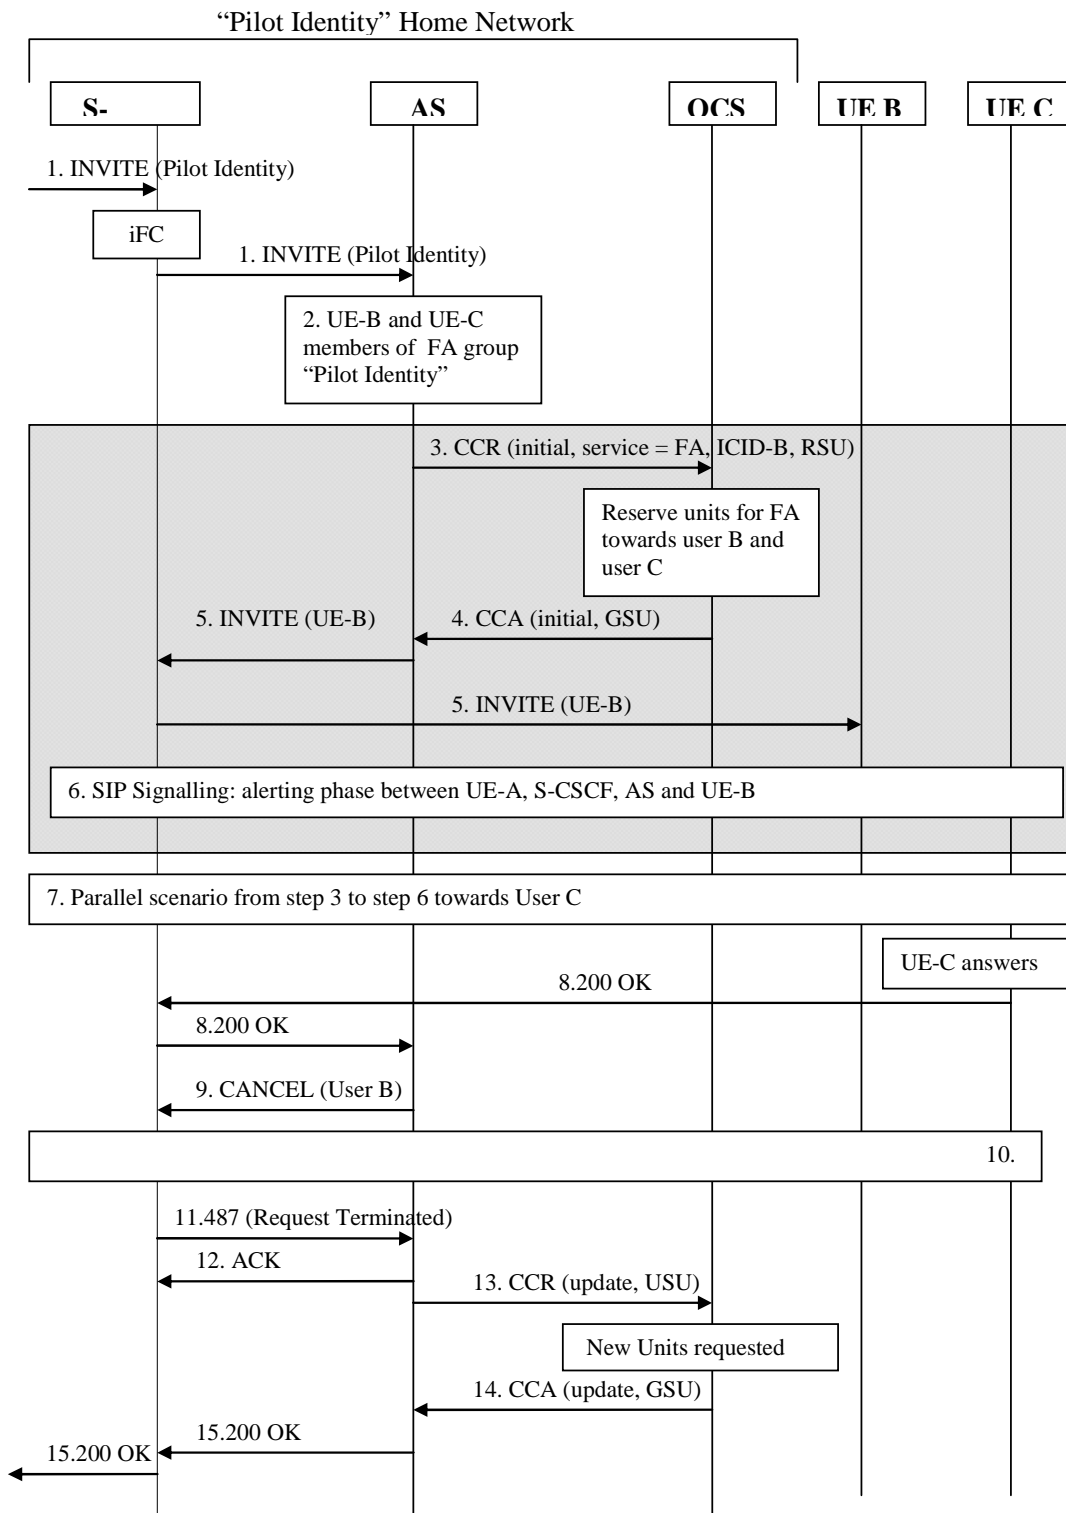 “Pilot Identity” Home Network
S-
AS
OCS
UE B
UE C
1. INVITE (Pilot Identity)
iFC
1. INVITE (Pilot Identity)
2. UE-B and UE-C
members of FA group
“Pilot Identity”
3. CCR (initial, service = FA, ICID-B, RSU)
Reserve units for FA
towards user B and
user C
5. INVITE (UE-B)
4. CCA (initial, GSU)
5. INVITE (UE-B)
6. SIP Signalling: alerting phase between UE-A, S-CSCF, AS and UE-B
7. Parallel scenario from step 3 to step 6 towards User C
UE-C answers
8.200 OK
8.200 OK
9. CANCEL (User B)
10.
11.487 (Request Terminated)
12. ACK
13. CCR (update, USU)
New Units requested
14. CCA (update, GSU)
15.200 OK
15.200 OK